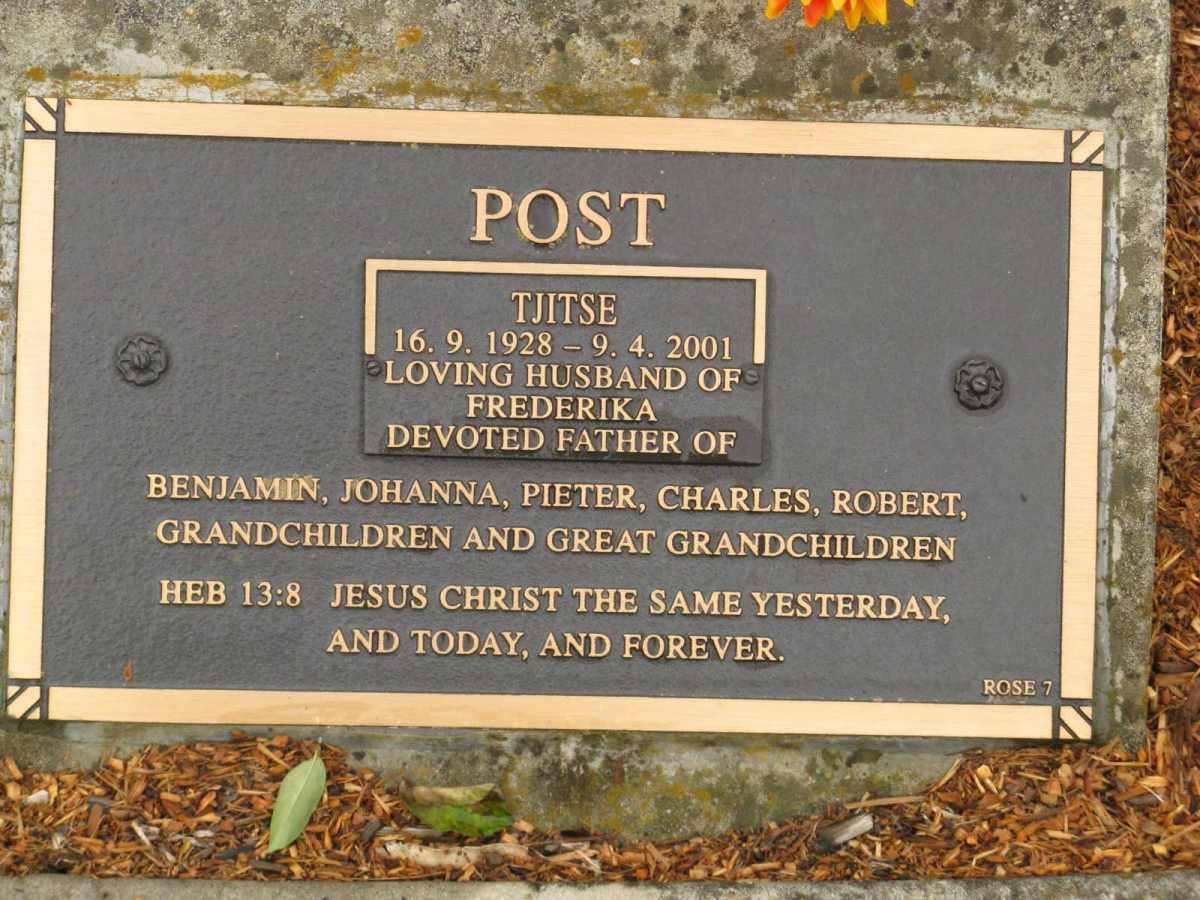 POST
TJITSE
16. 9. 1928 – 9. 4. 2001
LOVING HUSBAND OF
FREDERIKA
DEVOTED FATHER OF
BENJAMIN, JOHANNA, PIETER, CHARLES, ROBERT,
GRANDCHILDREN AND GREAT GRANDCHILDREN
HEB 13:8 JESUS CHRIST THE SAME YESTERDAY,
AND TODAY, AND FOREVER.
ROSE 7